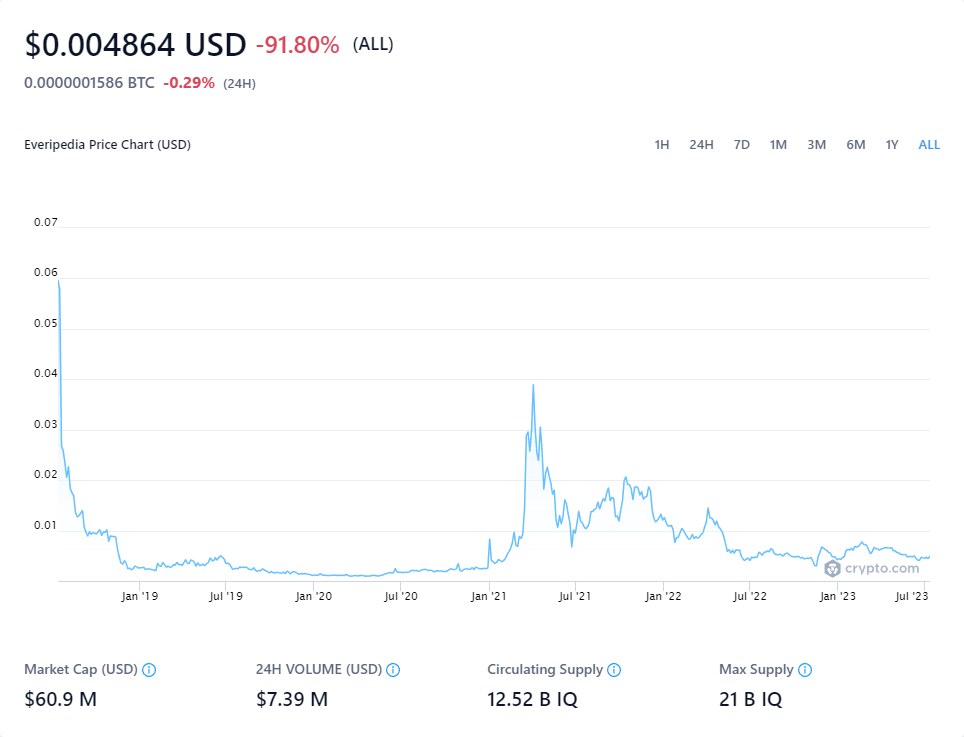 $0.004864 USD -91.80% (ALL)
0.0000001586 BTC -0.29% (24H)
Everipedia Price Chart (USD) 1H 24H 7D 1M 3M 6M 1Y ALL
0.07
0.06
0.05
0.04
0.03
0.02
0.01
crypto.com
Jan '19 Jul '19 Jan '20 Jul '20 Jan '21 Jul '21 Jan '22 Jul '22 Jan '23 Jul '23
Market Cap (USD) 24H VOLUME (USD) Circulating Supply Max Supply
$60.9 M $7.39 M 12.52 B IQ 21 B IQ